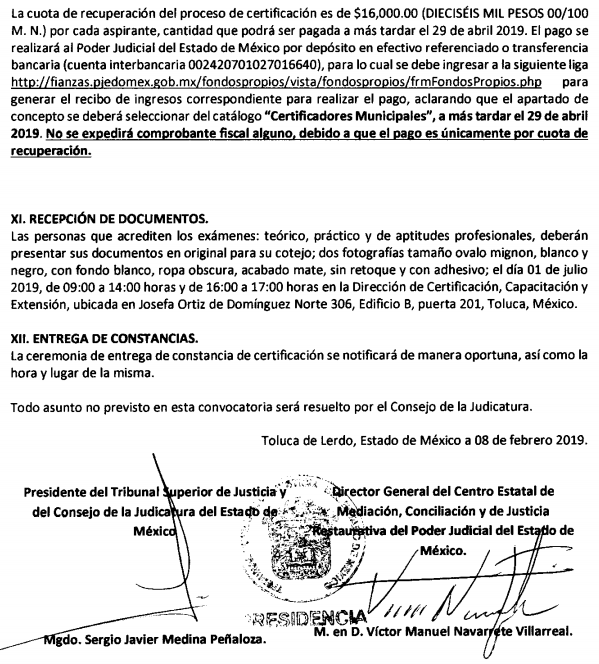 La cuota de recuperación del proceso de certificación es de $16,000.00 (DIECISÉIS MIL PESOS 00/100
M. N.) por cada aspirante, cantidad que podrá ser pagada a más tardar el 29 de abril 2019. El pago se
realizará al Poder Judicial del Estado de México por depósito en efectivo referenciado o transferencia
bancaria (cuenta interbancaria 002420701027016640), para lo cual se debe ingresar a la siguiente liga
http://fianzas.pjedomex.gob.mx/fondospropios/vista/fondospropios/frmFondosPropios.php para
generar el recibo de ingresos correspondiente para realizar el pago, aclarando que el apartado de
concepto se deberá seleccionar del catálogo "Certificadores Municipales", a más tardar el 29 de abril
2019. No se expedirá comprobante fiscal alguno, debido a que el pago es únicamente por cuota de
recuperación.
XI. RECEPCIÓN DE DOCUMENTOS.
Las personas que acrediten los exámenes: teórico, práctico y de aptitudes profesionales, deberán
presentar sus documentos en original para su cotejo; dos fotografías tamaño ovalo mignon, blanco y
negro, con fondo blanco, ropa obscura, acabado mate, sin retoque y con adhesivo; el día 01 de julio
2019, de 09:00 a 14:00 horas y de 16:00 a 17:00 horas en la Dirección de Certificación, Capacitación y
Extensión, ubicada en Josefa Ortiz de Domínguez Norte 306, Edificio B, puerta 201, Toluca, México.
XII. ENTREGA DE CONSTANCIAS.
La ceremonia de entrega de constancia de certificación se notificará de manera oportuna, así como la
hora y lugar de la misma.
Todo asunto no previsto en esta convocatoria será resuelto por el Consejo de la Judicatura.
Toluca de Lerdo, Estado de México a 08 de febrero 2019.
Presidente del Tribunal Superior de Justicia y
del Consejo de la Judicatura del Estado de
México
Director General del Centro Estatal de
Mediación, Conciliación y de Justicia
Restaurativa del Poder Judicial del Estado de
México.
PRESIDENCIA
Mgdo. Sergio Javier Medina Peñaloza.
M. en D. Víctor Manuel Navarrete Villarreal.